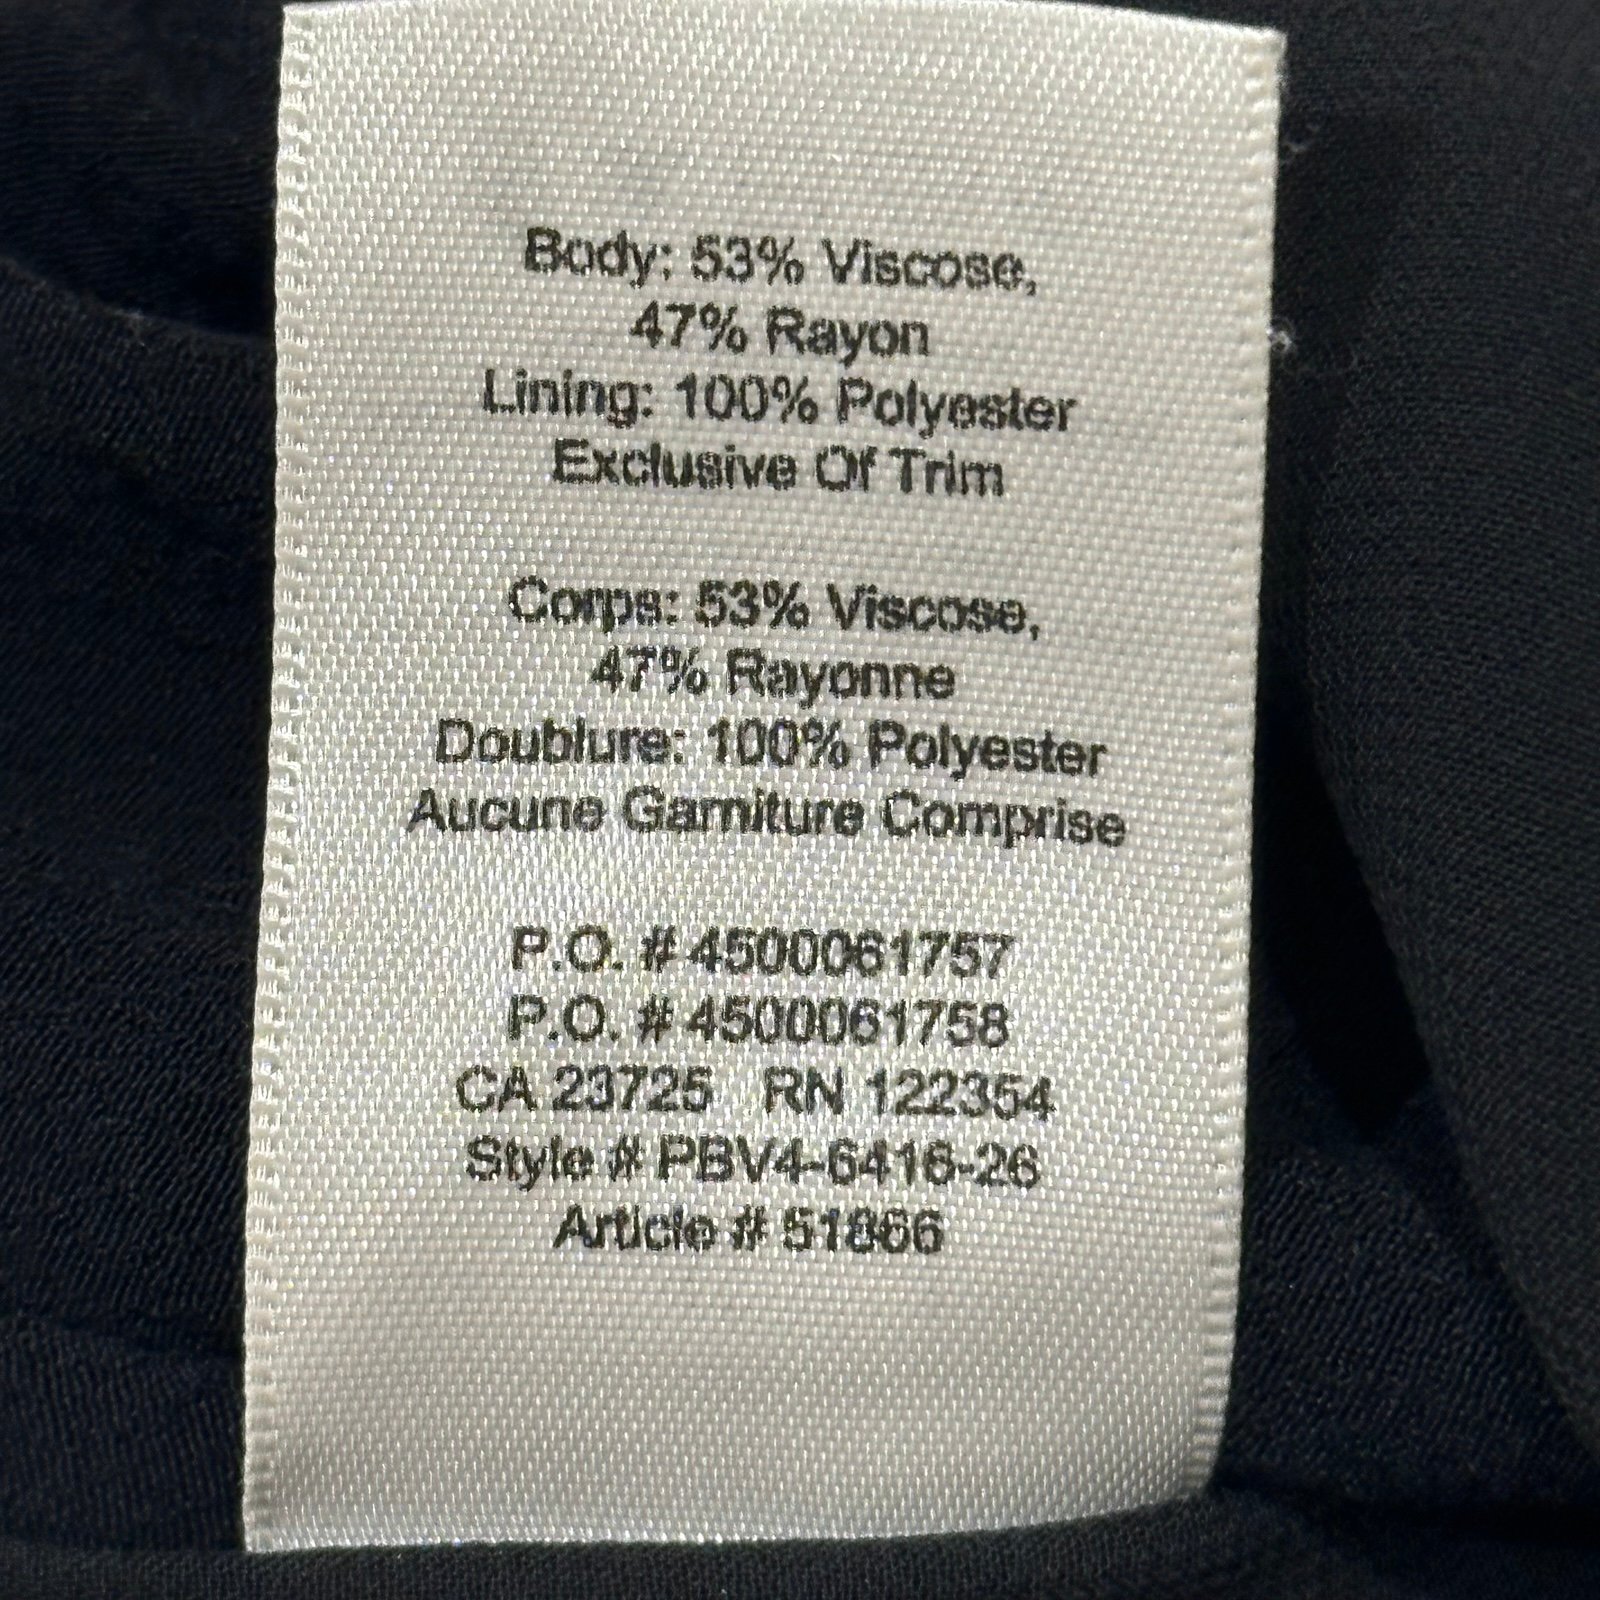 Body: 53% Viscose,
47% Rayon
Lining: 100% Polyester
Exclusive Of Trim
Corps: 53% Viscose,
47% Rayonne
Doublure: 100% Polyester
Aucune Garniture Comprise
P.O. # 4500061757
P.O. # 4500061758
CA 23725 RN 122354
Style # PBV4-6416-26
Article # 51866